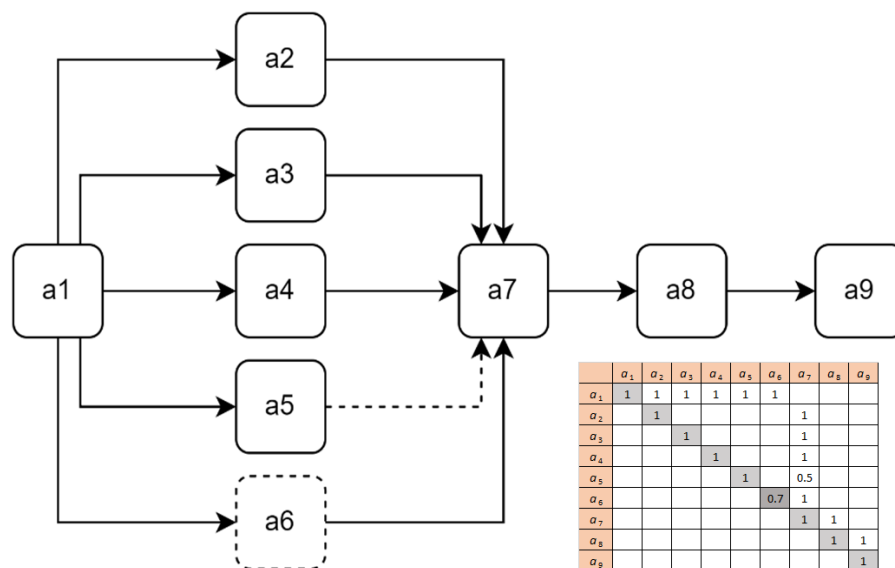 a2
a3
a1
a4
a7
a8
a9
a5
a6
a₁ a₂ a₃ a₄ a₅ a₆ a₇ a₈ a₉
a₁ 1 1 1 1 1 1
a₂ 1 1
a₃ 1 1
a₄ 1 1
a₅ 1 0.5
a₆ 0.7 1
a₇ 1 1
a₈ 1 1
a₉ 1